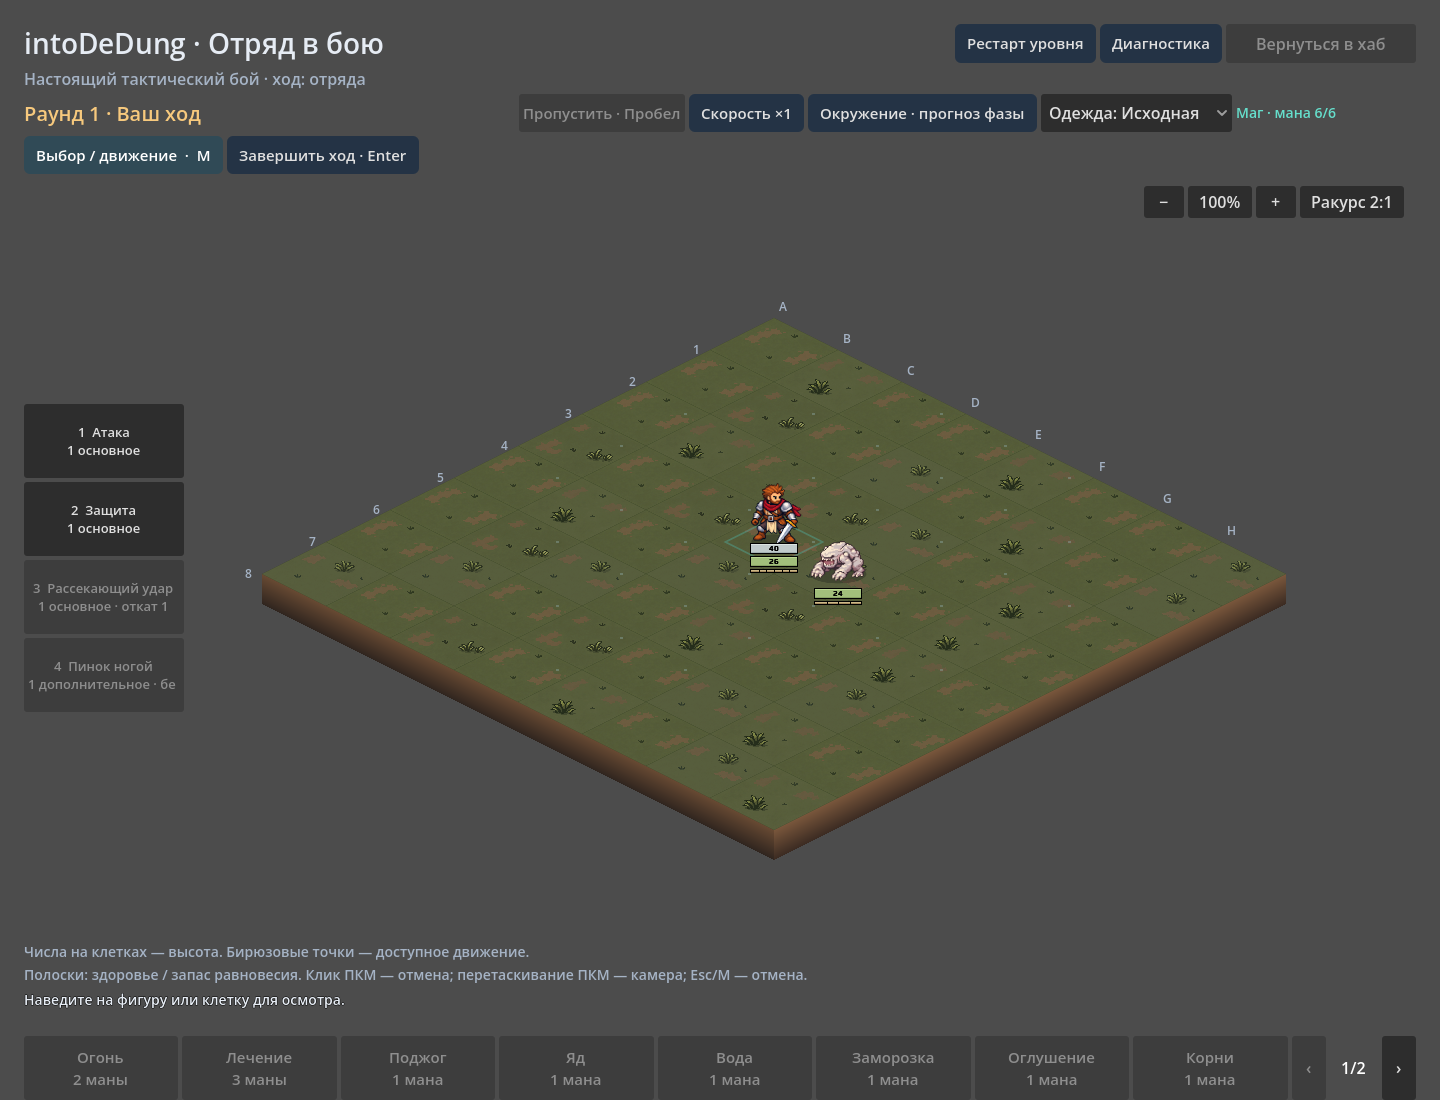 intoDeDung · Отряд в бою
Рестарт уровня
Диагностика
Вернуться в хаб
Настоящий тактический бой · ход: отряда
Раунд 1 · Ваш ход
Пропустить · Пробел
Скорость ×1
Окружение · прогноз фазы
Одежда: Исходная
Маг · мана 6/6
Выбор / движение · M
Завершить ход · Enter
−
100%
+
Ракурс 2:1
A
B
C
D
E
F
G
H
1
2
3
4
5
6
7
8
1 Атака
1 основное
2 Защита
1 основное
3 Рассекающий удар
1 основное · откат 1
4 Пинок ногой
1 дополнительное · бе
40
26
24
Числа на клетках — высота. Бирюзовые точки — доступное движение.
Полоски: здоровье / запас равновесия. Клик ПКМ — отмена; перетаскивание ПКМ — камера; Esc/M — отмена.
Наведите на фигуру или клетку для осмотра.
Огонь
2 маны
Лечение
3 маны
Поджог
1 мана
Яд
1 мана
Вода
1 мана
Заморозка
1 мана
Оглушение
1 мана
Корни
1 мана
‹
1/2
›